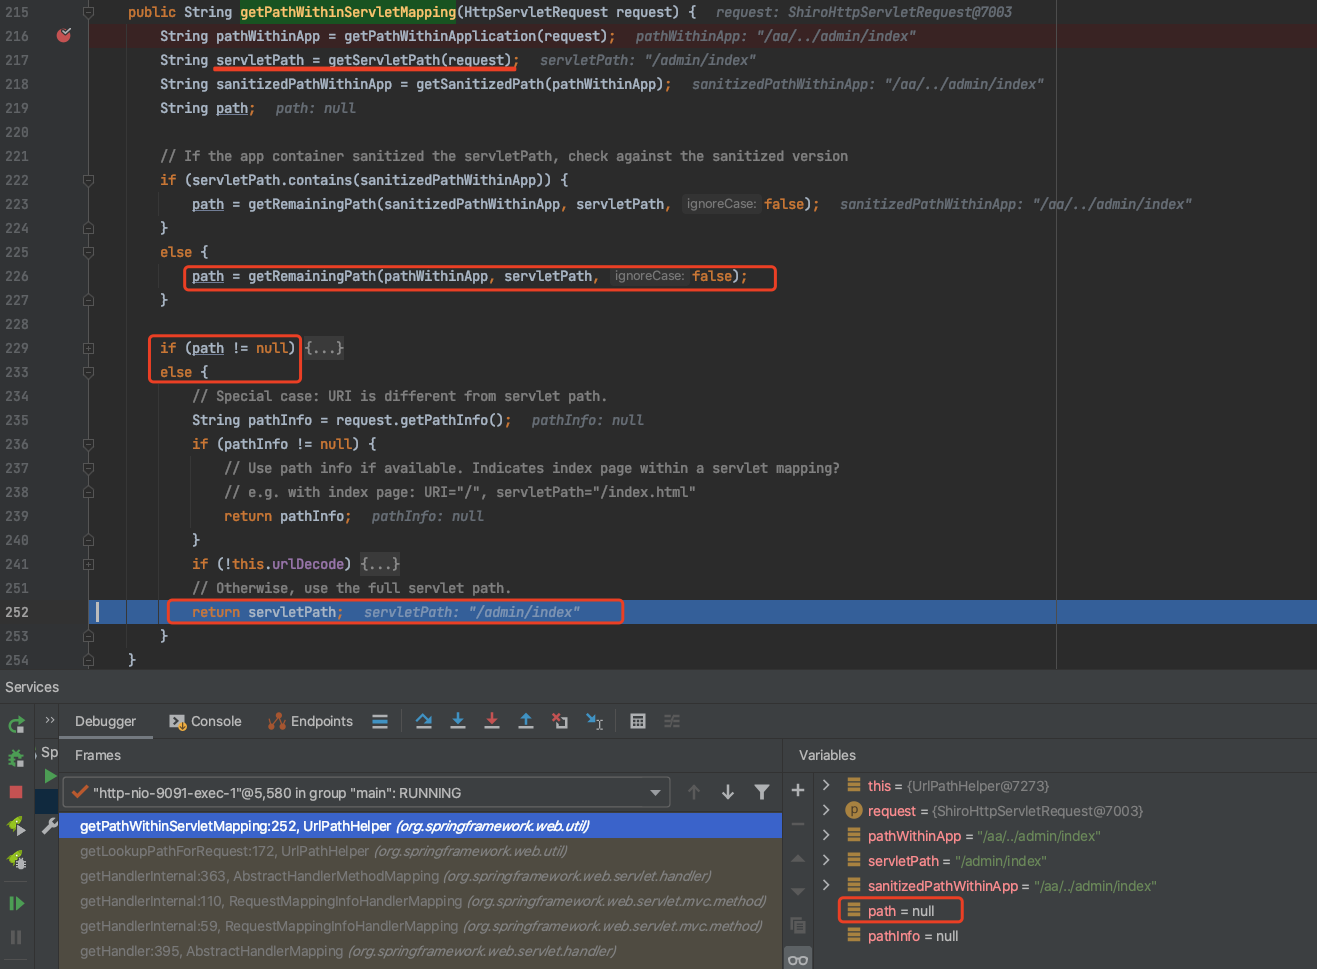 215 public String getPathWithinServletMapping(HttpServletRequest request) { request: ShiroHttpServletRequest@7003
216 String pathWithinApp = getPathWithinApplication(request); pathWithinApp: "/aa/../admin/index"
217 String servletPath = getServletPath(request); servletPath: "/admin/index"
218 String sanitizedPathWithinApp = getSanitizedPath(pathWithinApp); sanitizedPathWithinApp: "/aa/../admin/index"
219 String path; path: null
220
221 // If the app container sanitized the servletPath, check against the sanitized version
222 if (servletPath.contains(sanitizedPathWithinApp)) {
223 path = getRemainingPath(sanitizedPathWithinApp, servletPath, ignoreCase: false); sanitizedPathWithinApp: "/aa/../admin/index"
224 }
225 else {
226 path = getRemainingPath(pathWithinApp, servletPath, ignoreCase: false);
227 }
228
229 if (path != null) {...}
233 else {
234 // Special case: URI is different from servlet path.
235 String pathInfo = request.getPathInfo(); pathInfo: null
236 if (pathInfo != null) {
237 // Use path info if available. Indicates index page within a servlet mapping?
238 // e.g. with index page: URI="/", servletPath="/index.html"
239 return pathInfo; pathInfo: null
240 }
241 if (!this.urlDecode) {...}
251 // Otherwise, use the full servlet path.
252 return servletPath; servletPath: "/admin/index"
253 }
254 }
Services
Debugger Console Endpoints
Sp
Frames
"http-nio-9091-exec-1"@5,580 in group "main": RUNNING
getPathWithinServletMapping:252, UrlPathHelper (org.springframework.web.util)
getLookupPathForRequest:172, UrlPathHelper (org.springframework.web.util)
getHandlerInternal:363, AbstractHandlerMethodMapping (org.springframework.web.servlet.handler)
getHandlerInternal:110, RequestMappingInfoHandlerMapping (org.springframework.web.servlet.mvc.method)
getHandlerInternal:59, RequestMappingInfoHandlerMapping (org.springframework.web.servlet.mvc.method)
getHandler:395, AbstractHandlerMapping (org.springframework.web.servlet.handler)
Variables
this = {UrlPathHelper@7273}
p request = {ShiroHttpServletRequest@7003}
pathWithinApp = "/aa/../admin/index"
servletPath = "/admin/index"
sanitizedPathWithinApp = "/aa/../admin/index"
path = null
pathInfo = null